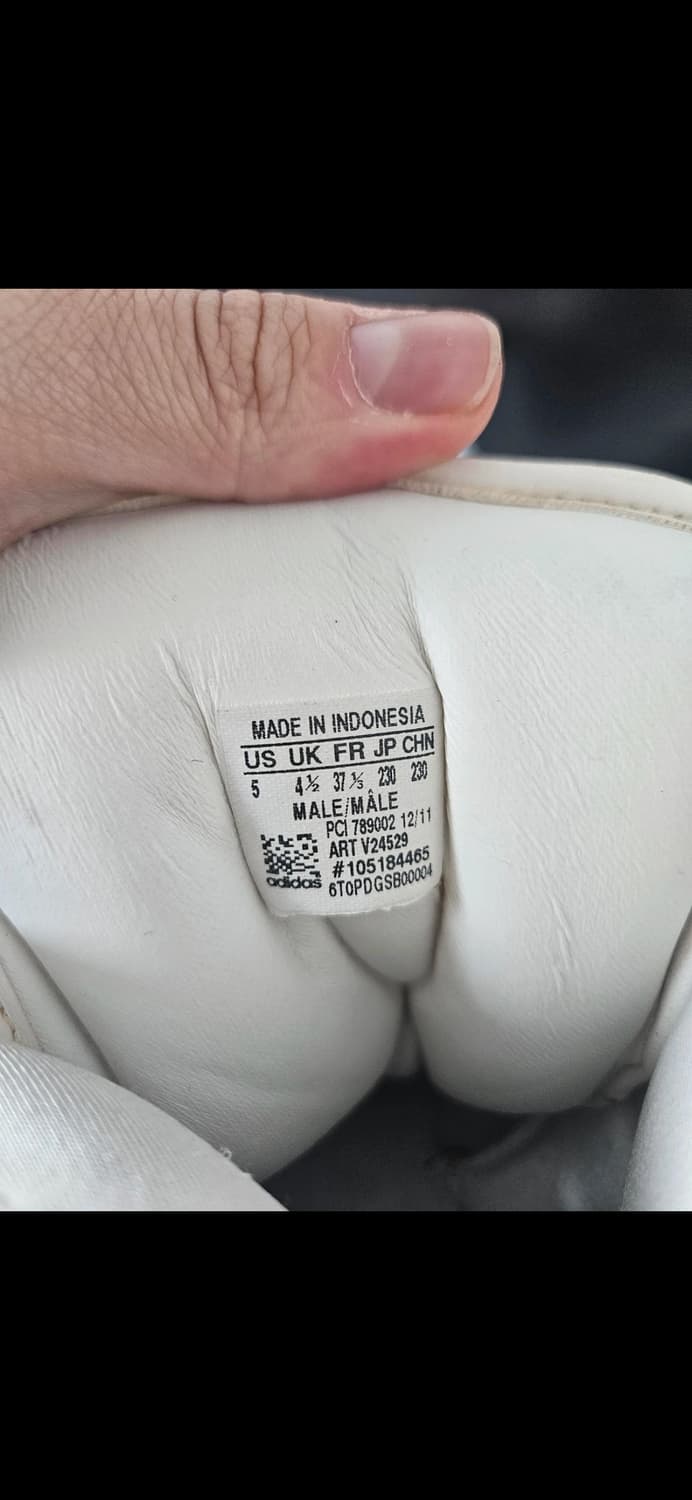 MADE IN INDONESIA
US UK FR JP CHN
5 4½ 37⅓ 230 230
MALE/MÂLE
PCI 789002 12/11
ART V24529
#105184465
adidas 6T0PDGSB00004